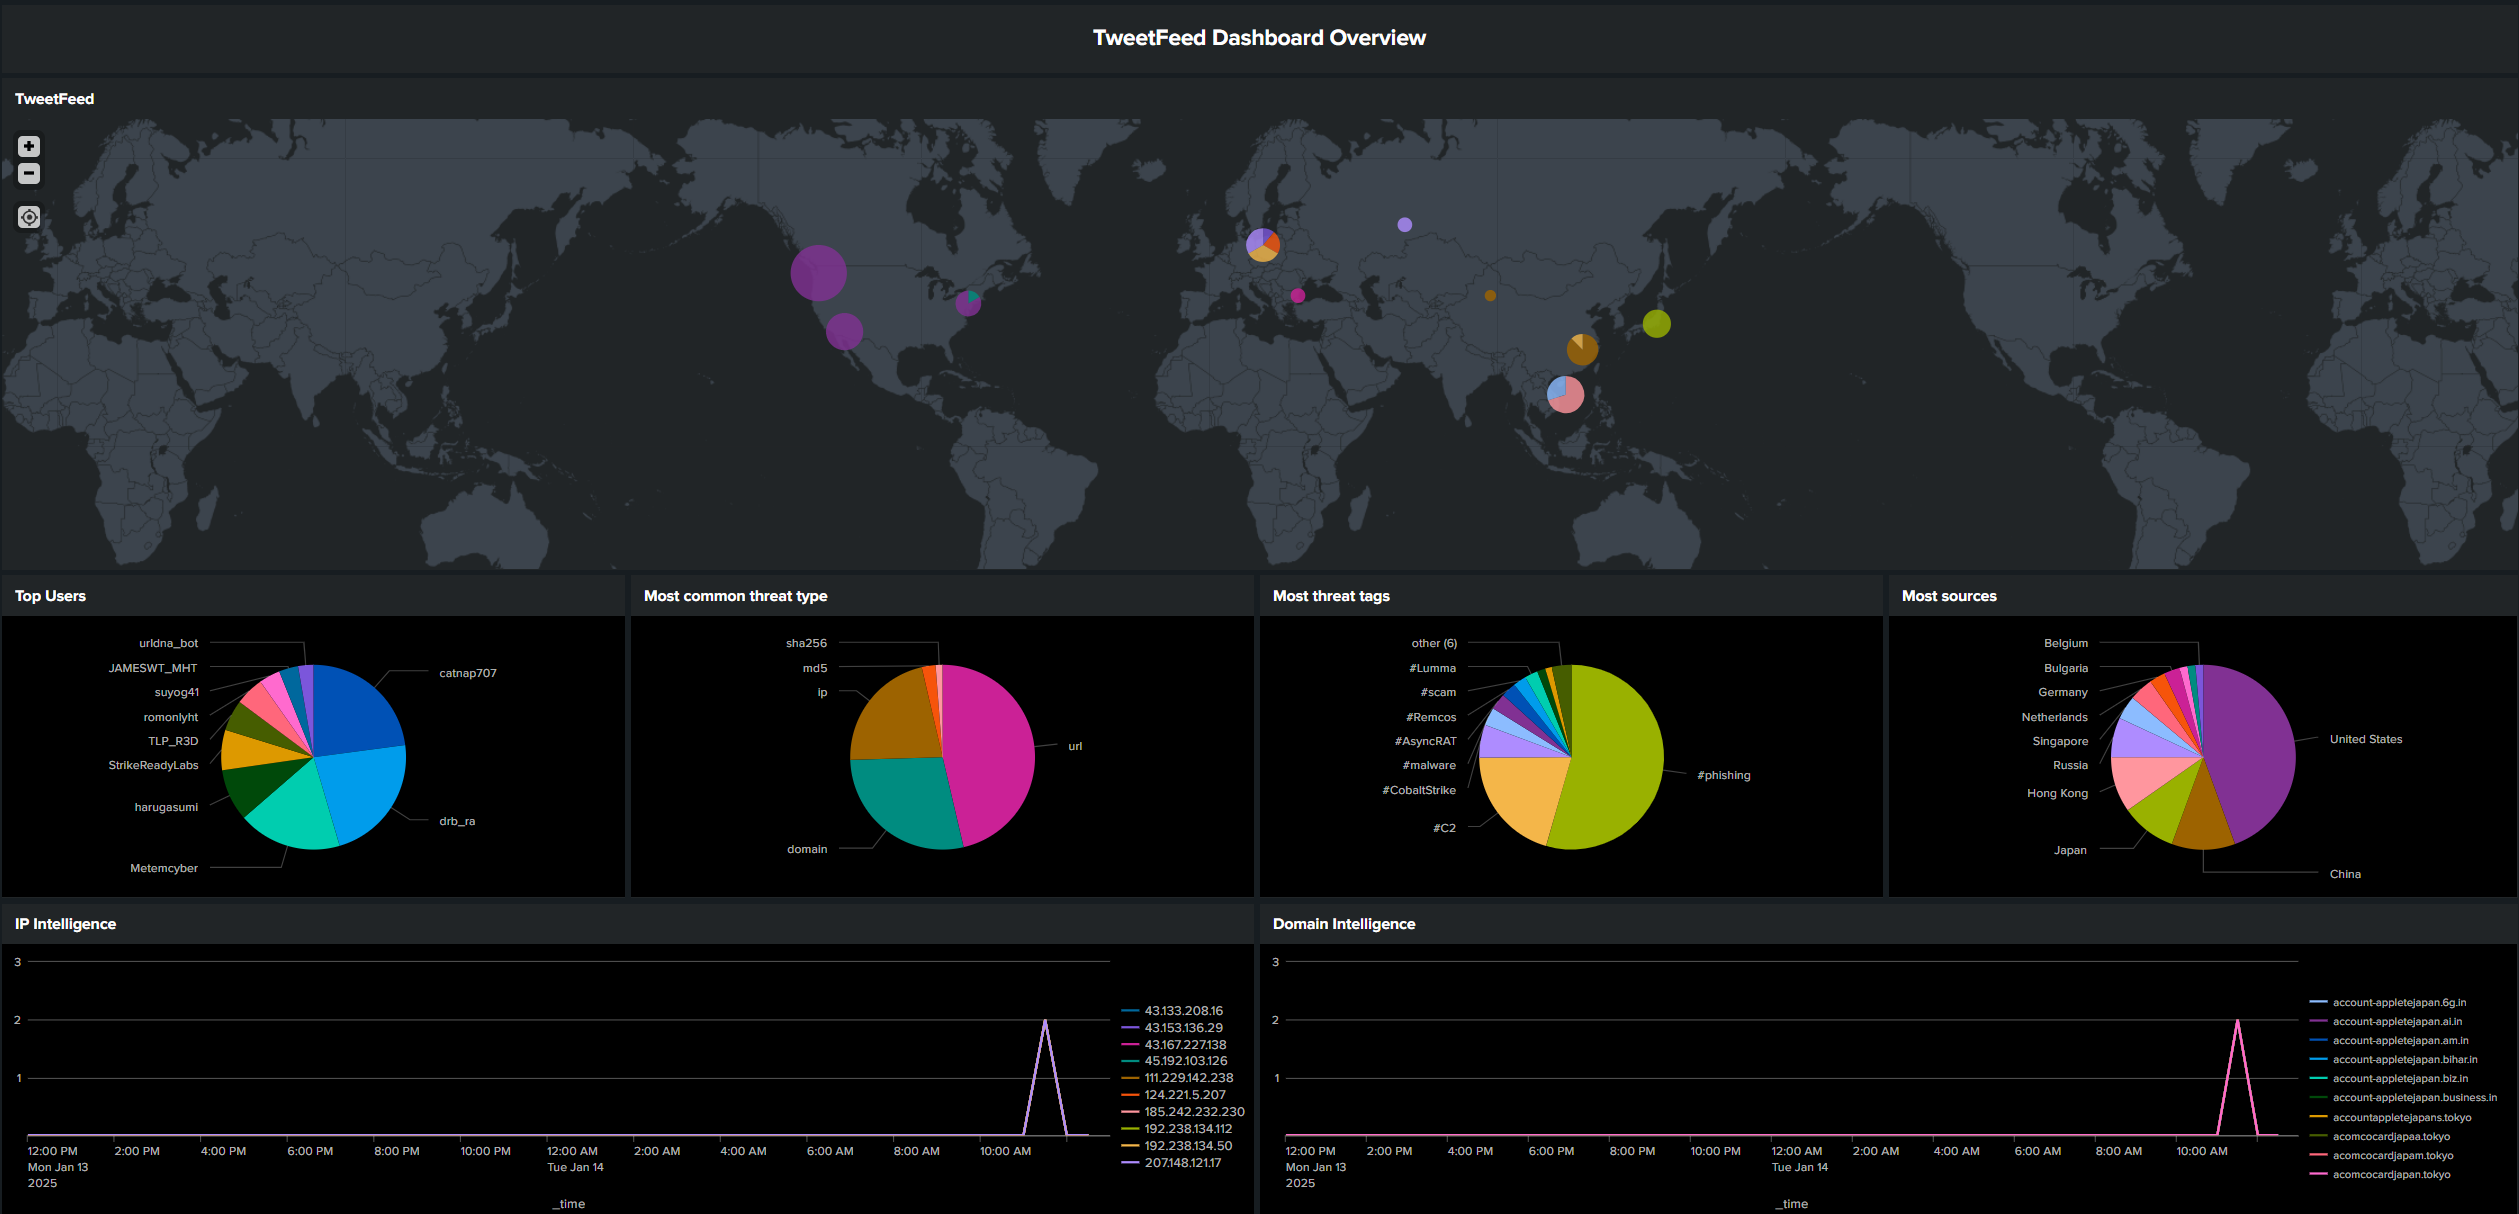 TweetFeed Dashboard Overview
TweetFeed
+
−
Top Users
urldna_bot
JAMESWT_MHT
suyog41
romonlyht
TLP_R3D
StrikeReadyLabs
harugasumi
Metemcyber
catnap707
drb_ra
Most common threat type
sha256
md5
ip
domain
url
Most threat tags
other (6)
#Lumma
#scam
#Remcos
#AsyncRAT
#malware
#CobaltStrike
#C2
#phishing
Most sources
Belgium
Bulgaria
Germany
Netherlands
Singapore
Russia
Hong Kong
Japan
United States
China
IP Intelligence
3
2
1
12:00 PM
Mon Jan 13
2025
2:00 PM
4:00 PM
6:00 PM
8:00 PM
10:00 PM
12:00 AM
Tue Jan 14
2:00 AM
4:00 AM
6:00 AM
8:00 AM
10:00 AM
_time
43.133.208.16
43.153.136.29
43.167.227.138
45.192.103.126
111.229.142.238
124.221.5.207
185.242.232.230
192.238.134.112
192.238.134.50
207.148.121.17
Domain Intelligence
3
2
1
12:00 PM
Mon Jan 13
2025
2:00 PM
4:00 PM
6:00 PM
8:00 PM
10:00 PM
12:00 AM
Tue Jan 14
2:00 AM
4:00 AM
6:00 AM
8:00 AM
10:00 AM
_time
account-appletejapan.6g.in
account-appletejapan.ai.in
account-appletejapan.am.in
account-appletejapan.bihar.in
account-appletejapan.biz.in
account-appletejapan.business.in
accountappletejapans.tokyo
acomcocardjapaa.tokyo
acomcocardjapam.tokyo
acomcocardjapan.tokyo